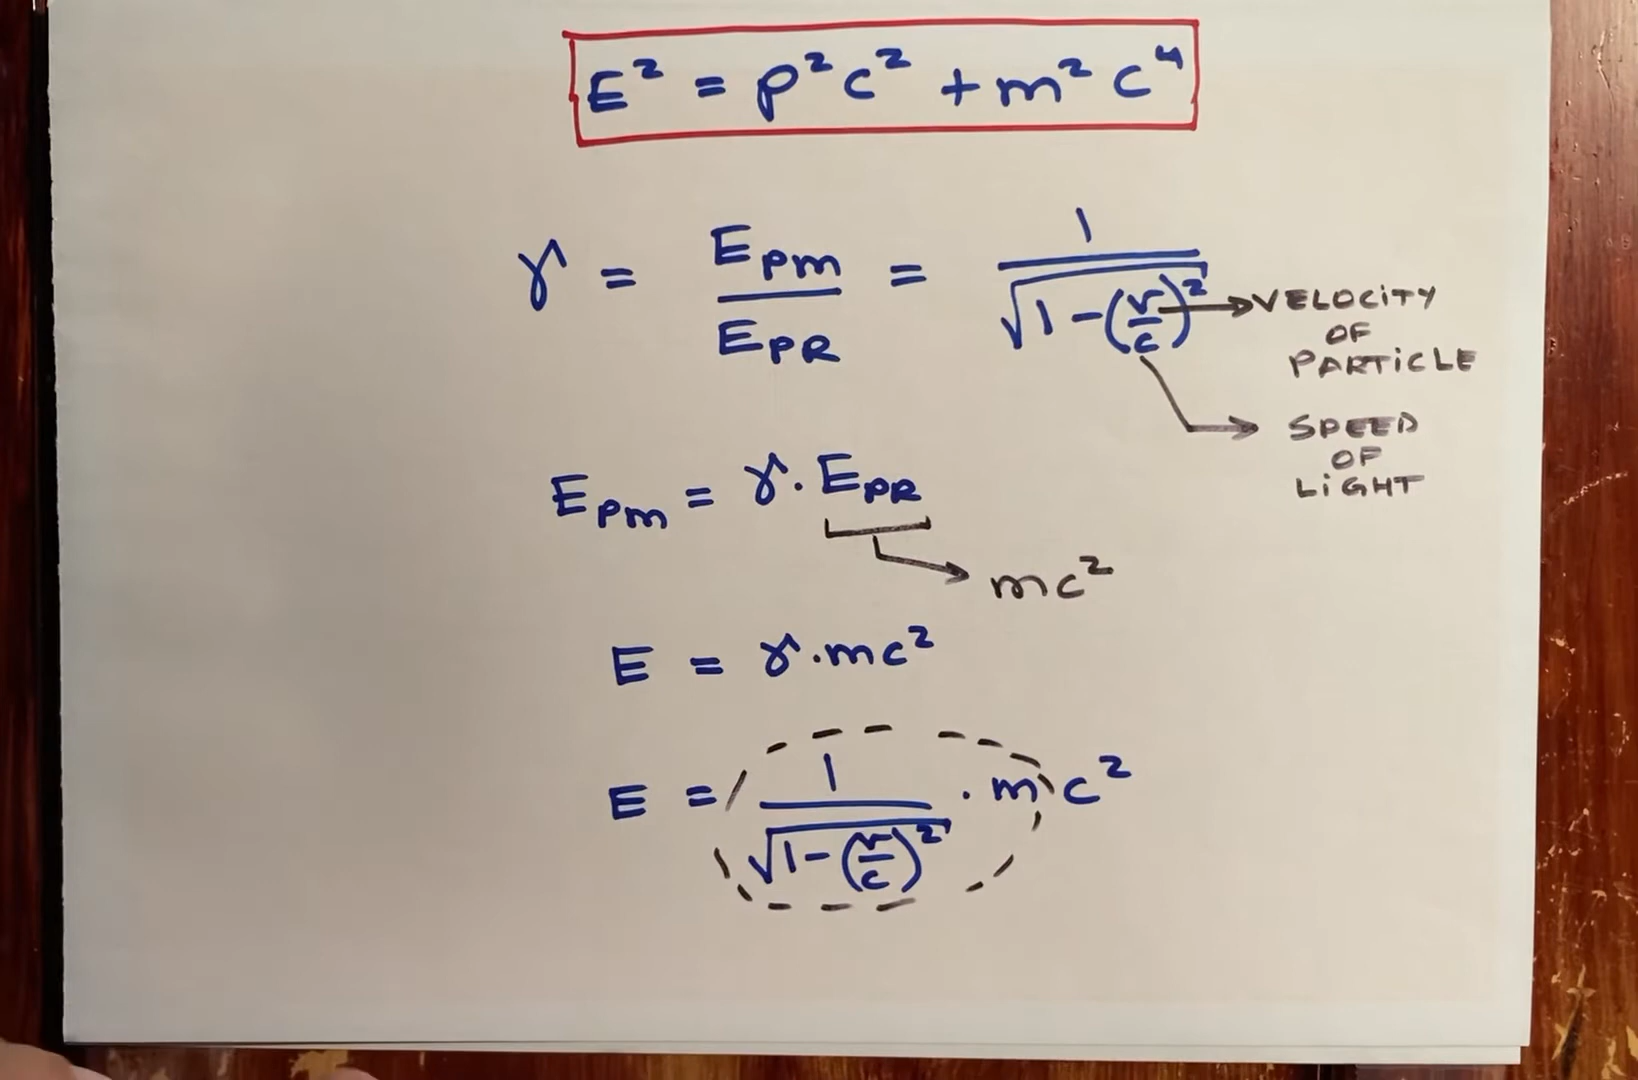 E² = p²c² + m²c⁴
γ = E_PM / E_PR = 1 / √(1 - (v/c)²)
VELOCITY
OF
PARTICLE
SPEED
OF
LIGHT
E_PM = γ · E_PR
mc²
E = γ · mc²
E = 1 / √(1 - (v/c)²) · mc²